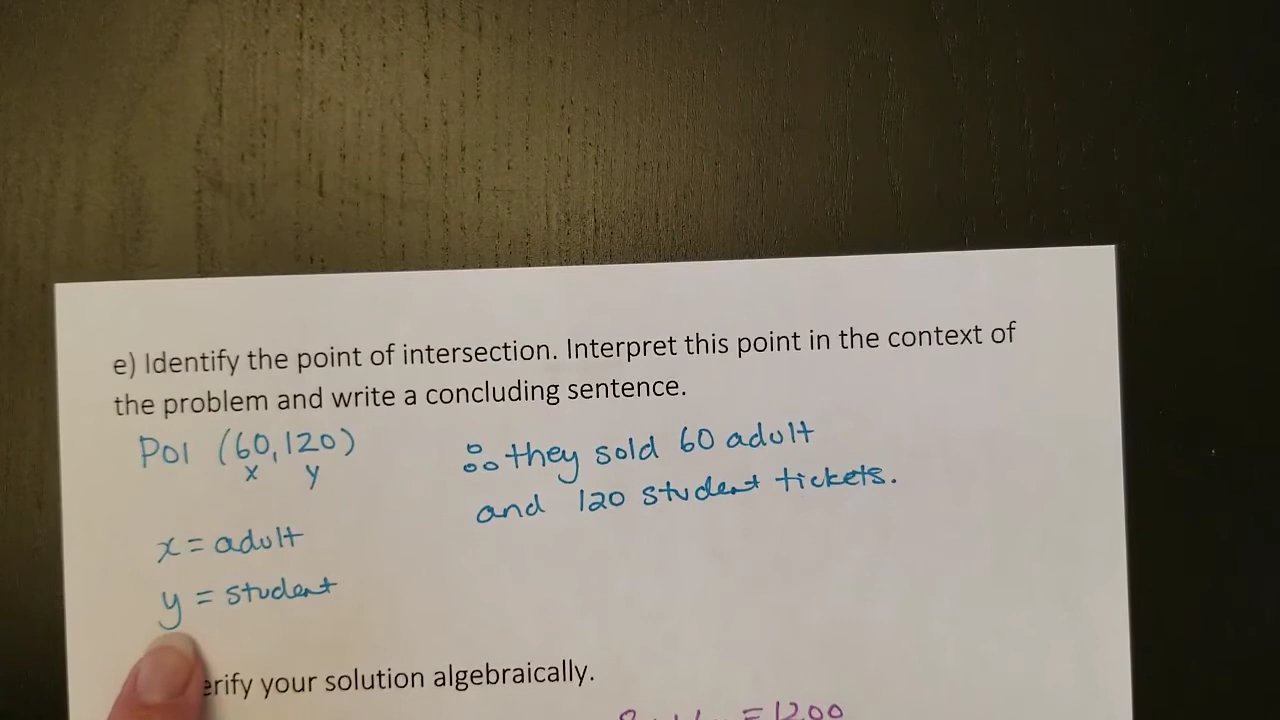 e) Identify the point of intersection. Interpret this point in the context of
the problem and write a concluding sentence.
POI (60,120)
x y
∴ they sold 60 adult
and 120 student tickets.
x = adult
y = student
erify your solution algebraically.
= 1200